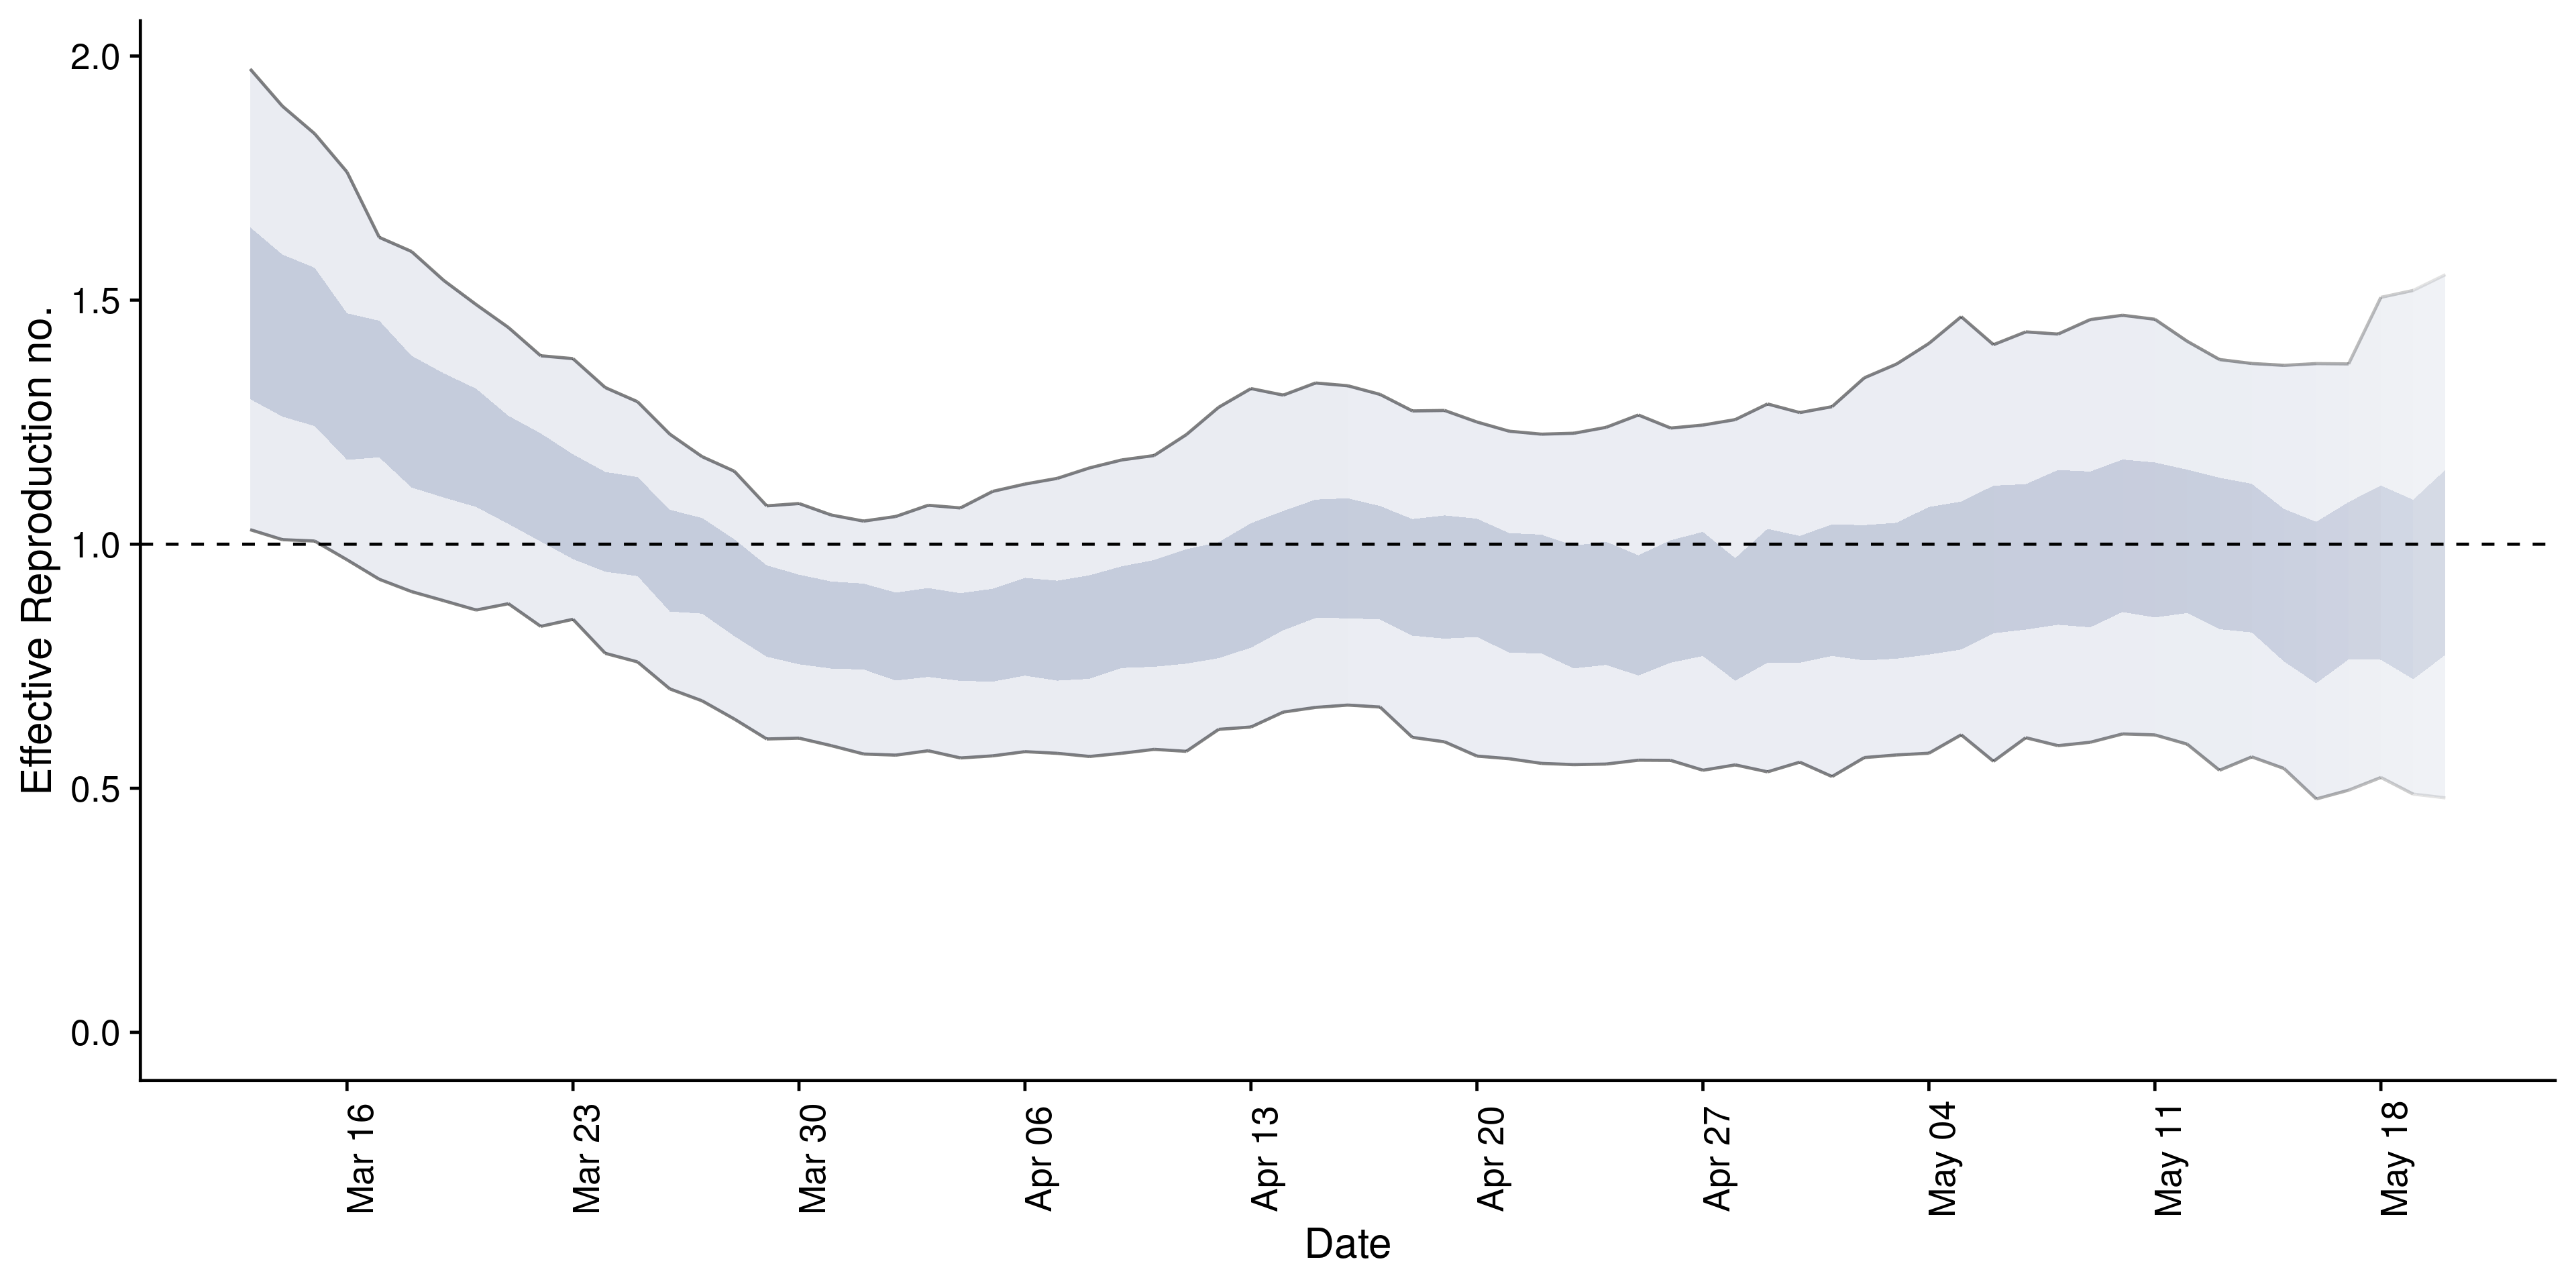 Effective Reproduction no.
2.0
1.5
1.0
0.5
0.0
Mar 16
Mar 23
Mar 30
Apr 06
Apr 13
Apr 20
Apr 27
May 04
May 11
May 18
Date